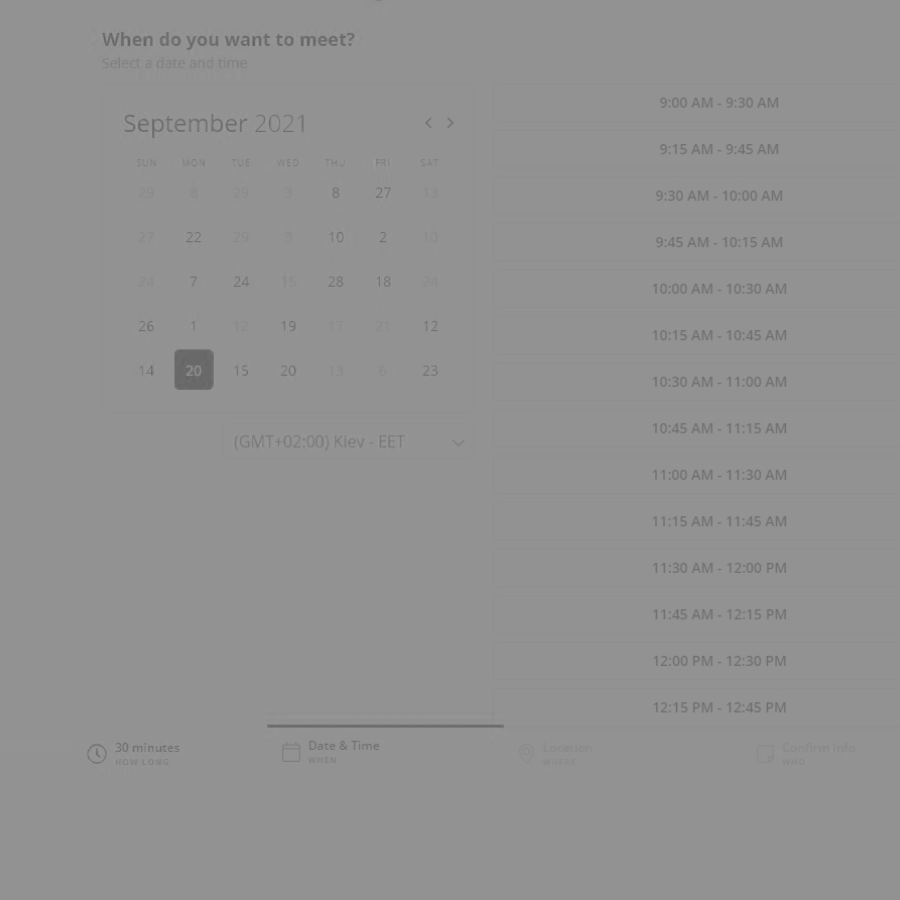 When do you want to meet?
Select a date and time
September 2021
SUN MON TUE WED THU FRI SAT
29 8 29 3 8 27 13
27 22 29 3 10 2 10
24 7 24 15 28 18 24
26 1 12 19 17 21 12
14 20 15 20 13 6 23
(GMT+02:00) Kiev - EET
9:00 AM - 9:30 AM
9:15 AM - 9:45 AM
9:30 AM - 10:00 AM
9:45 AM - 10:15 AM
10:00 AM - 10:30 AM
10:15 AM - 10:45 AM
10:30 AM - 11:00 AM
10:45 AM - 11:15 AM
11:00 AM - 11:30 AM
11:15 AM - 11:45 AM
11:30 AM - 12:00 PM
11:45 AM - 12:15 PM
12:00 PM - 12:30 PM
12:15 PM - 12:45 PM
30 minutes
HOW LONG
Date & Time
WHEN
Location
WHERE
Confirm Info
WHO